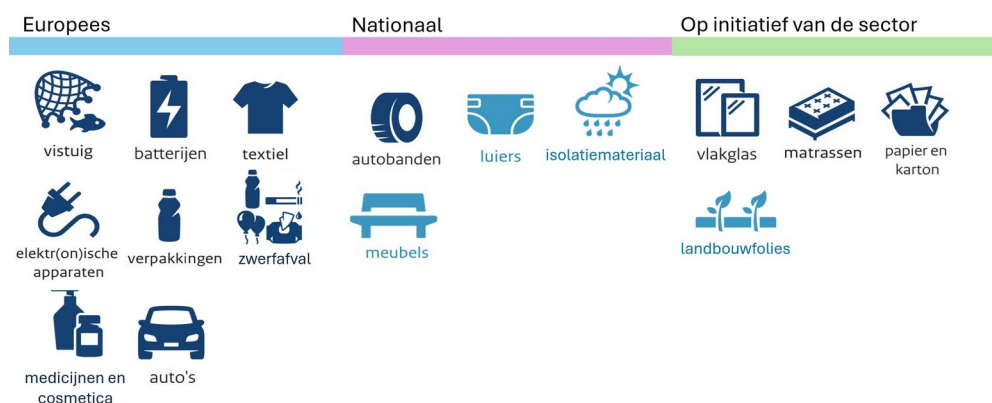 Europees
Nationaal
Op initiatief van de sector
vistuig
batterijen
textiel
autobanden
luiers
isolatiemateriaal
vlakglas
matrassen
papier en
karton
elektr(on)ische
apparaten
verpakkingen
zwerfafval
meubels
landbouwfolies
medicijnen en
cosmetica
auto's